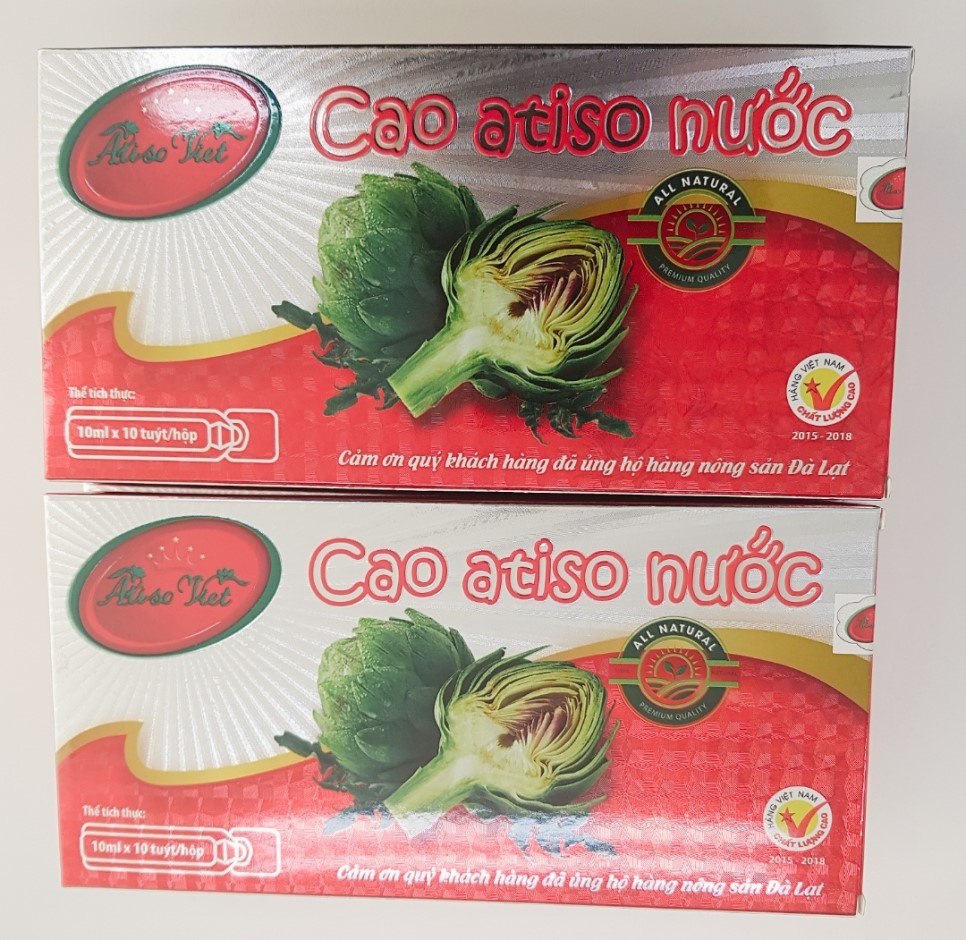 Atiso Viet
Cao atiso nước
ALL NATURAL
PREMIUM QUALITY
HÀNG VIỆT NAM
CHẤT LƯỢNG CAO
2015 - 2018
Thể tích thực:
10ml x 10 tuýt/hộp
Cảm ơn quý khách hàng đã ủng hộ hàng nông sản Đà Lạt
Atiso Viet
Cao atiso nước
ALL NATURAL
PREMIUM QUALITY
HÀNG VIỆT NAM
CHẤT LƯỢNG CAO
2015 - 2018
Thể tích thực:
10ml x 10 tuýt/hộp
Cảm ơn quý khách hàng đã ủng hộ hàng nông sản Đà Lạt